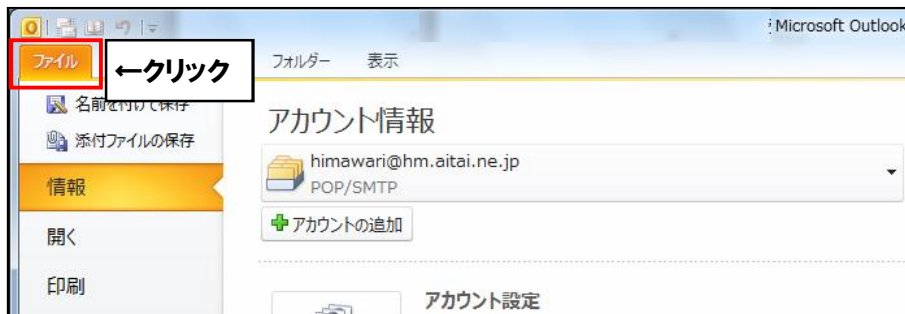 Microsoft Outlook
ファイル
←クリック
フォルダー 表示
名前を付けて保存
添付ファイルの保存
情報
開く
印刷
アカウント情報
himawari@hm.aitai.ne.jp
POP/SMTP
アカウントの追加
アカウント設定